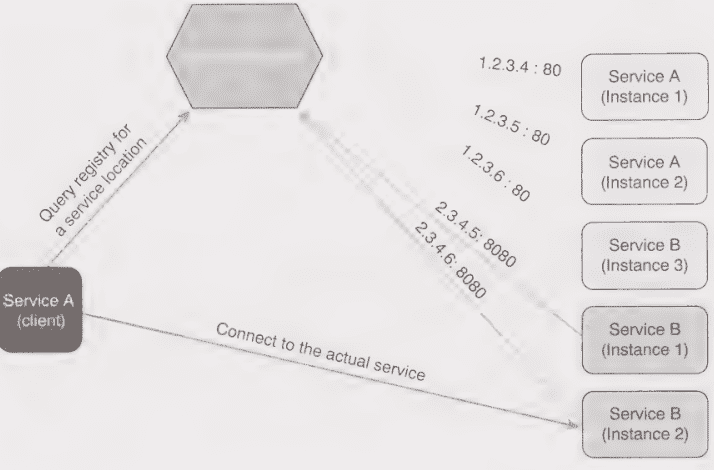 1.2.3.4 : 80
Service A
(Instance 1)
1.2.3.5 : 80
Service A
(Instance 2)
1.2.3.6 : 80
Query registry for
a service location
2.3.4.5: 8080
2.3.4.6: 8080
Service B
(Instance 3)
Service A
(client)
Connect to the actual service
Service B
(Instance 1)
Service B
(Instance 2)